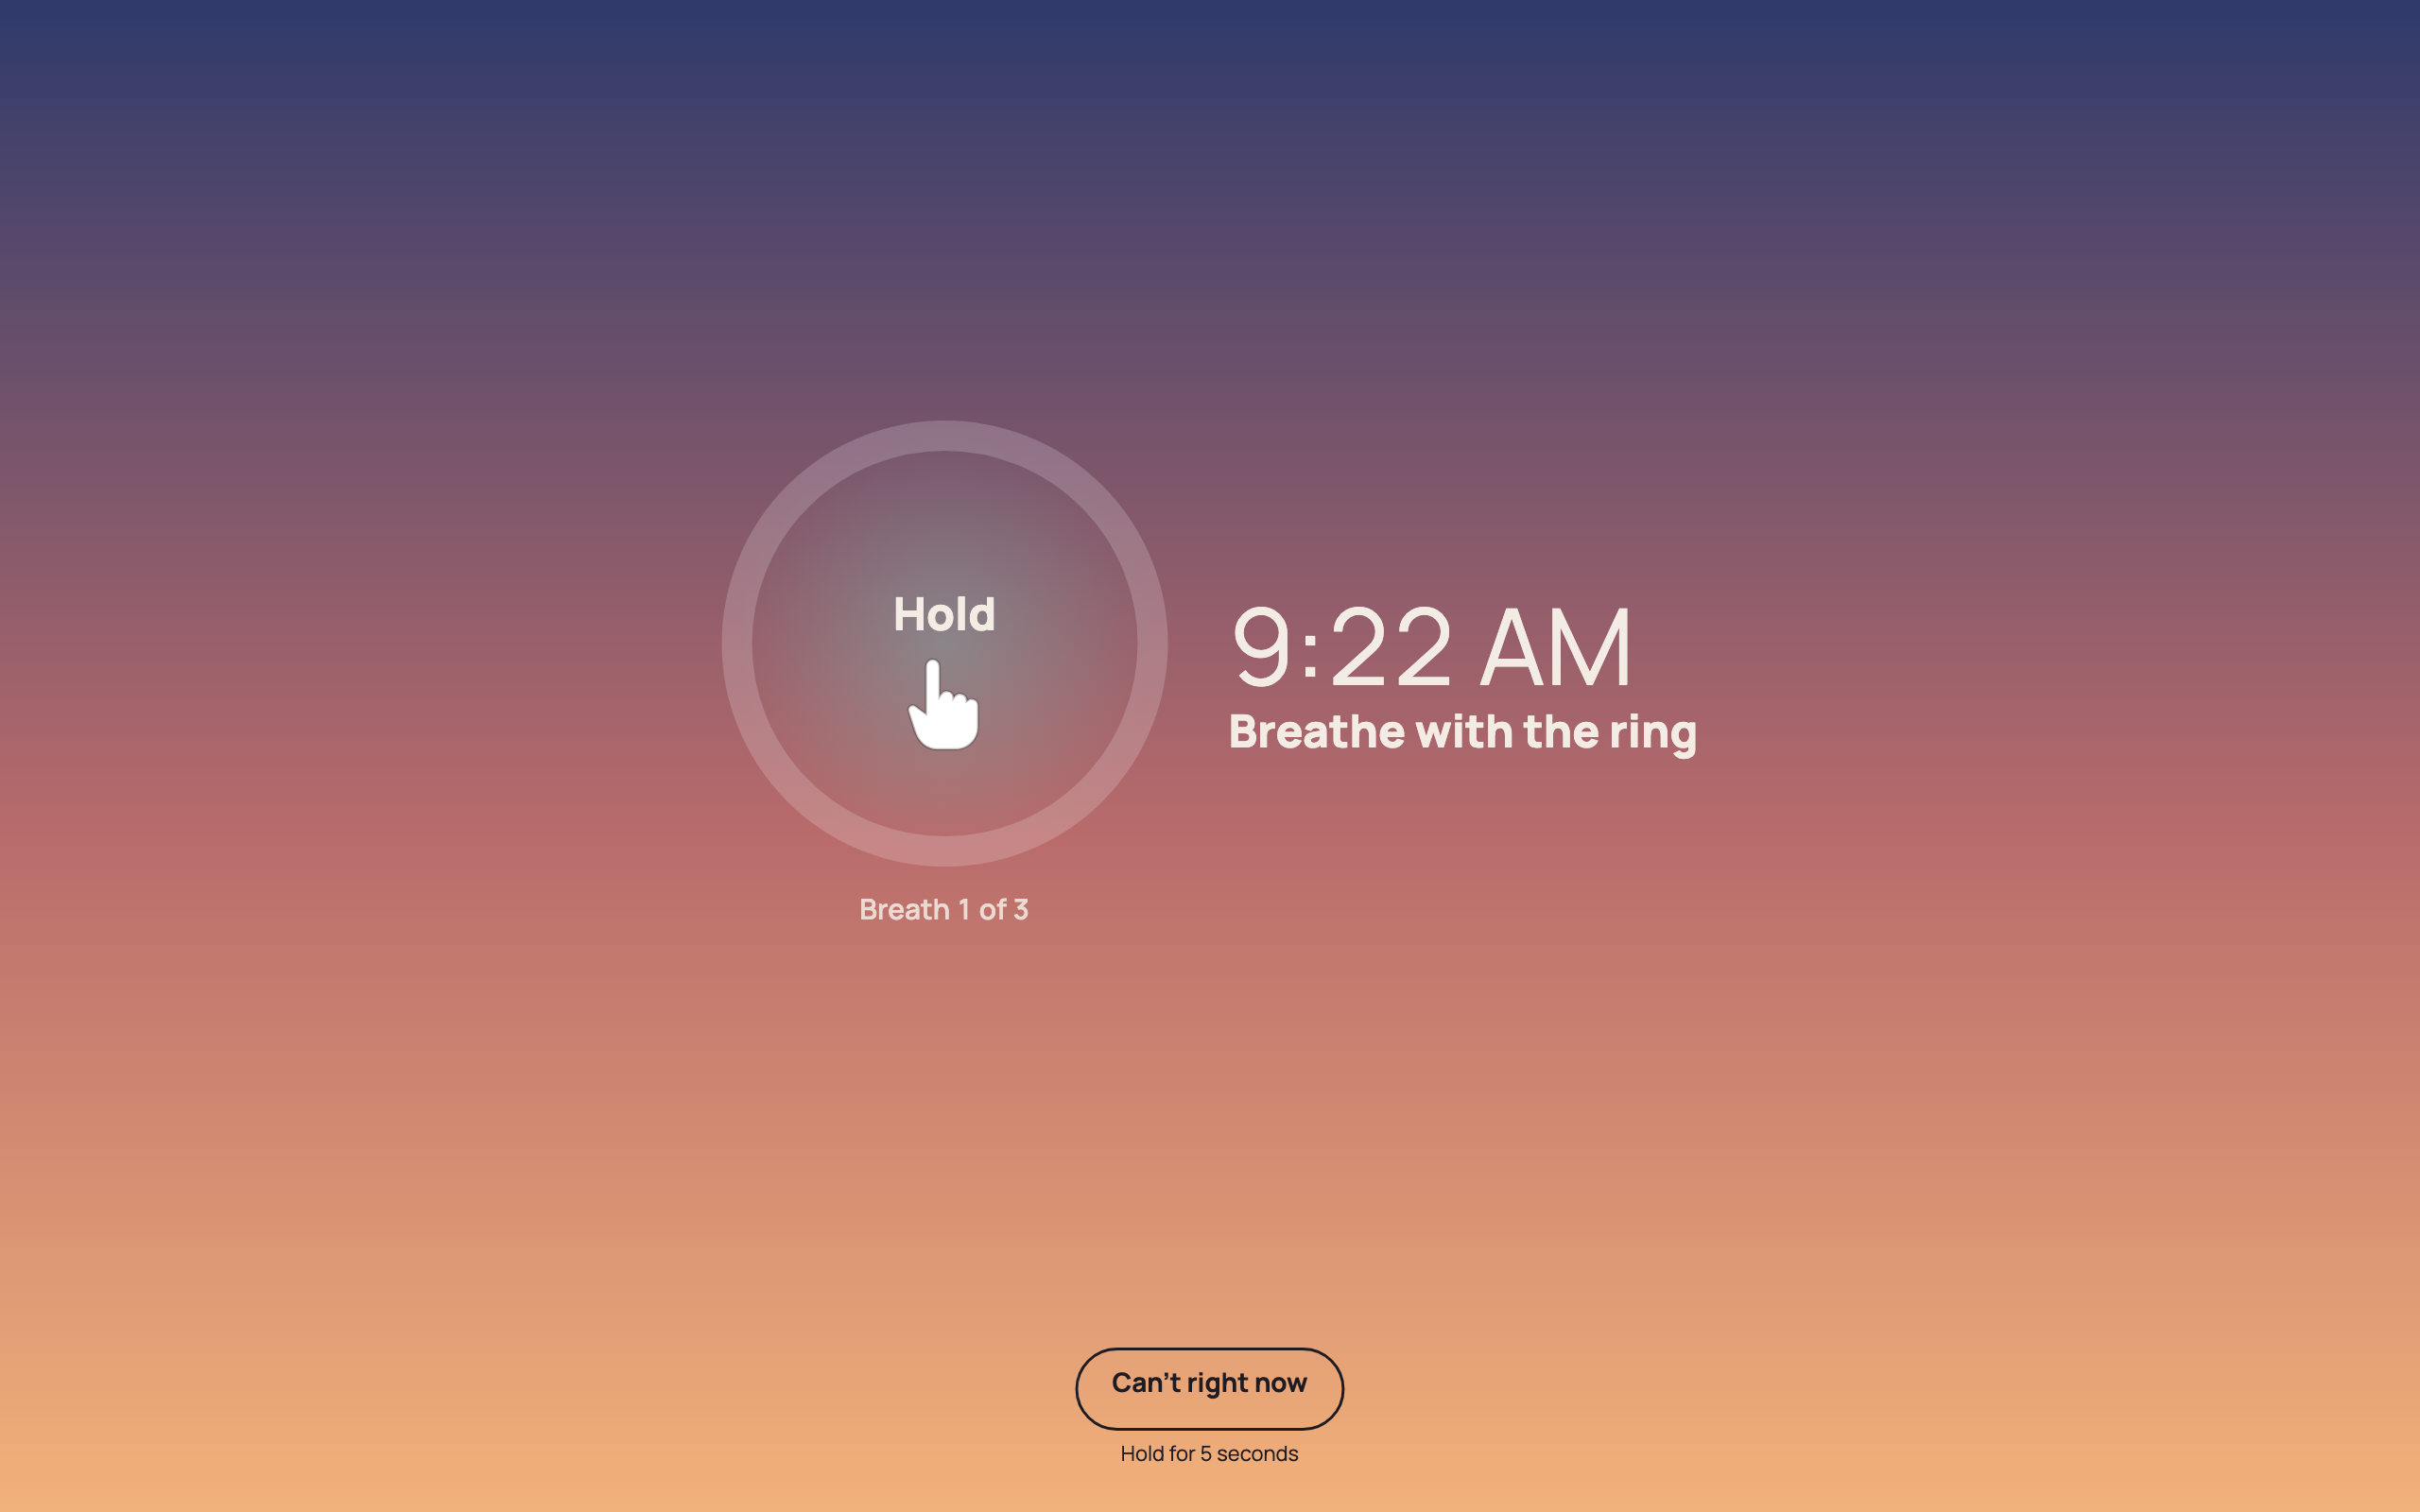 Hold
9:22 AM
Breathe with the ring
Breath 1 of 3
Can't right now
Hold for 5 seconds